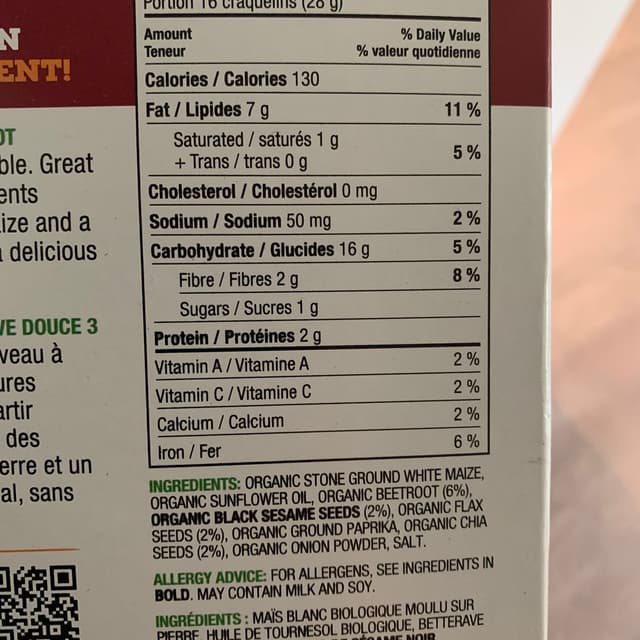 Portion 16 craquelins (28 g)
Amount
Teneur
% Daily Value
% valeur quotidienne
Calories / Calories 130
Fat / Lipides 7 g 11 %
Saturated / saturés 1 g
+ Trans / trans 0 g
5 %
Cholesterol / Cholestérol 0 mg
Sodium / Sodium 50 mg 2 %
Carbohydrate / Glucides 16 g 5 %
Fibre / Fibres 2 g 8 %
Sugars / Sucres 1 g
Protein / Protéines 2 g
Vitamin A / Vitamine A 2 %
Vitamin C / Vitamine C 2 %
Calcium / Calcium 2 %
Iron / Fer 6 %
INGREDIENTS: ORGANIC STONE GROUND WHITE MAIZE,
ORGANIC SUNFLOWER OIL, ORGANIC BEETROOT (6%),
ORGANIC BLACK SESAME SEEDS (2%), ORGANIC FLAX
SEEDS (2%), ORGANIC GROUND PAPRIKA, ORGANIC CHIA
SEEDS (2%), ORGANIC ONION POWDER, SALT.
ALLERGY ADVICE: FOR ALLERGENS, SEE INGREDIENTS IN
BOLD. MAY CONTAIN MILK AND SOY.
INGRÉDIENTS : MAÏS BLANC BIOLOGIQUE MOULU SUR
PIERRE, HUILE DE TOURNESOL BIOLOGIQUE, BETTERAVE
N
ENT!
OT
ble. Great
ents
ize and a
delicious
VE DOUCE 3
veau à
ures
artir
des
erre et un
al, sans